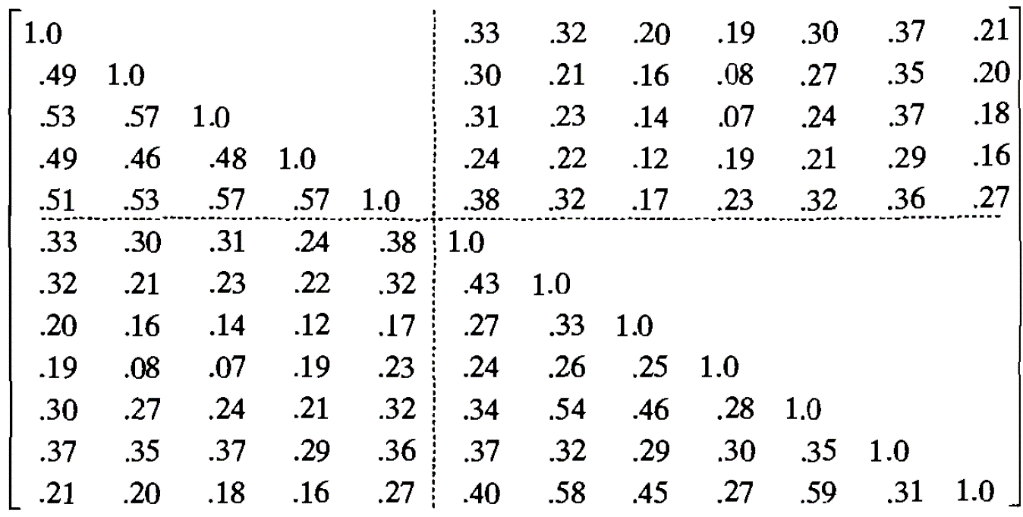 1.0 .33 .32 .20 .19 .30 .37 .21
.49 1.0 .30 .21 .16 .08 .27 .35 .20
.53 .57 1.0 .31 .23 .14 .07 .24 .37 .18
.49 .46 .48 1.0 .24 .22 .12 .19 .21 .29 .16
.51 .53 .57 .57 1.0 .38 .32 .17 .23 .32 .36 .27
.33 .30 .31 .24 .38 1.0
.32 .21 .23 .22 .32 .43 1.0
.20 .16 .14 .12 .17 .27 .33 1.0
.19 .08 .07 .19 .23 .24 .26 .25 1.0
.30 .27 .24 .21 .32 .34 .54 .46 .28 1.0
.37 .35 .37 .29 .36 .37 .32 .29 .30 .35 1.0
.21 .20 .18 .16 .27 .40 .58 .45 .27 .59 .31 1.0